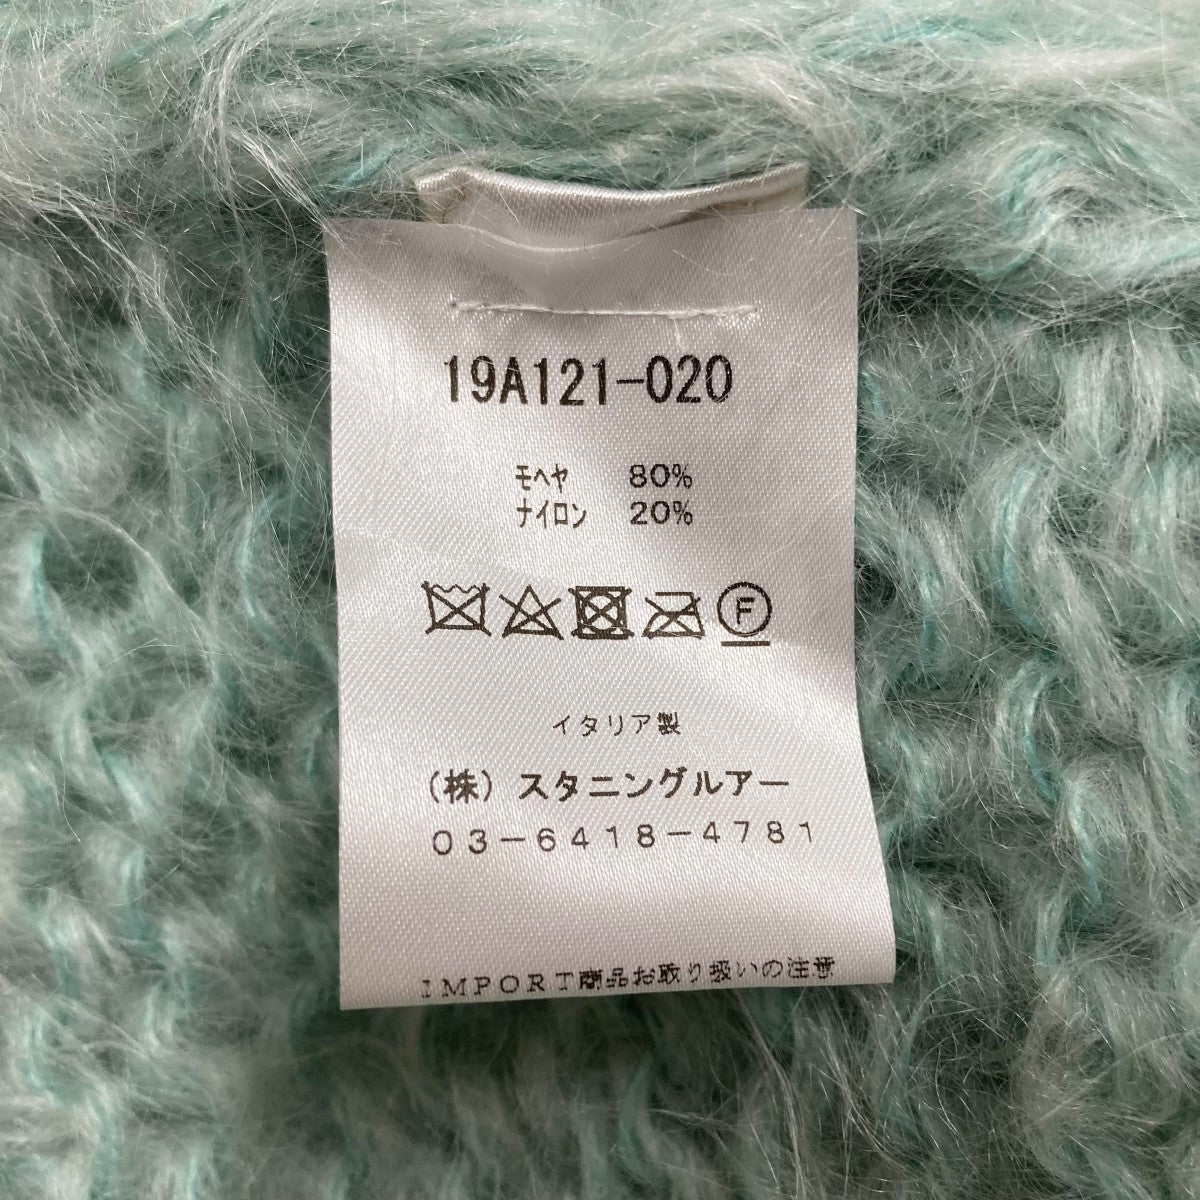 19A121-020
モヘヤ 80%
ナイロン 20%
F
イタリア製
(株) スタニングルアー
03-6418-4781
IMPORT商品お取り扱いの注意